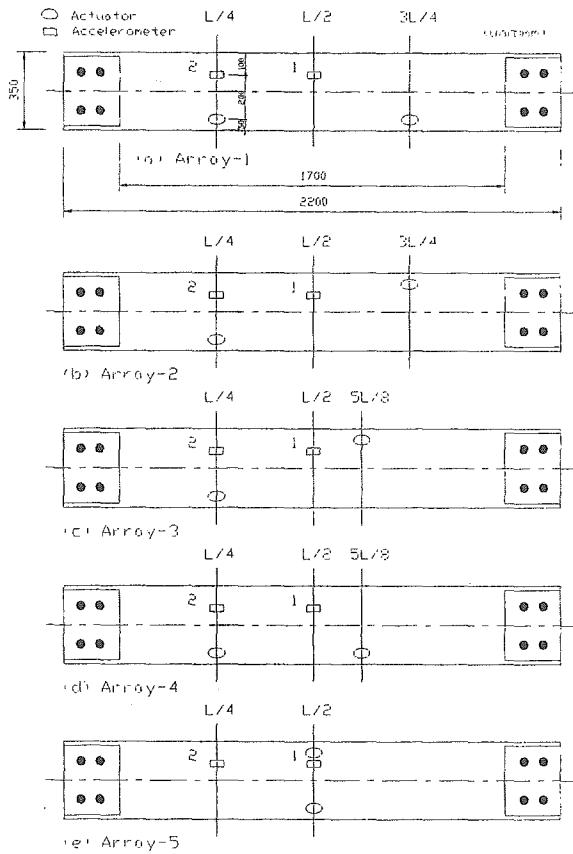 Actuator
Accelerometer
L/4 L/2 3L/4
(Unit:mm)
350
2 1
100
200
(a) Array-1
1700
2200
L/4 L/2 3L/4
2 1
(b) Array-2
L/4 L/2 5L/8
2 1
(c) Array-3
L/4 L/2 5L/8
2 1
(d) Array-4
L/4 L/2
2 1
(e) Array-5